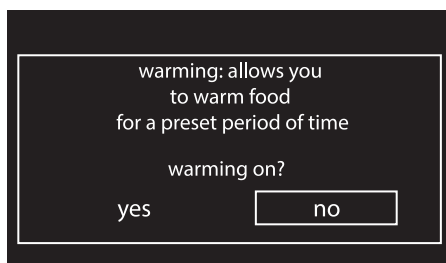 warming: allows you
to warm food
for a preset period of time
warming on?
yes no